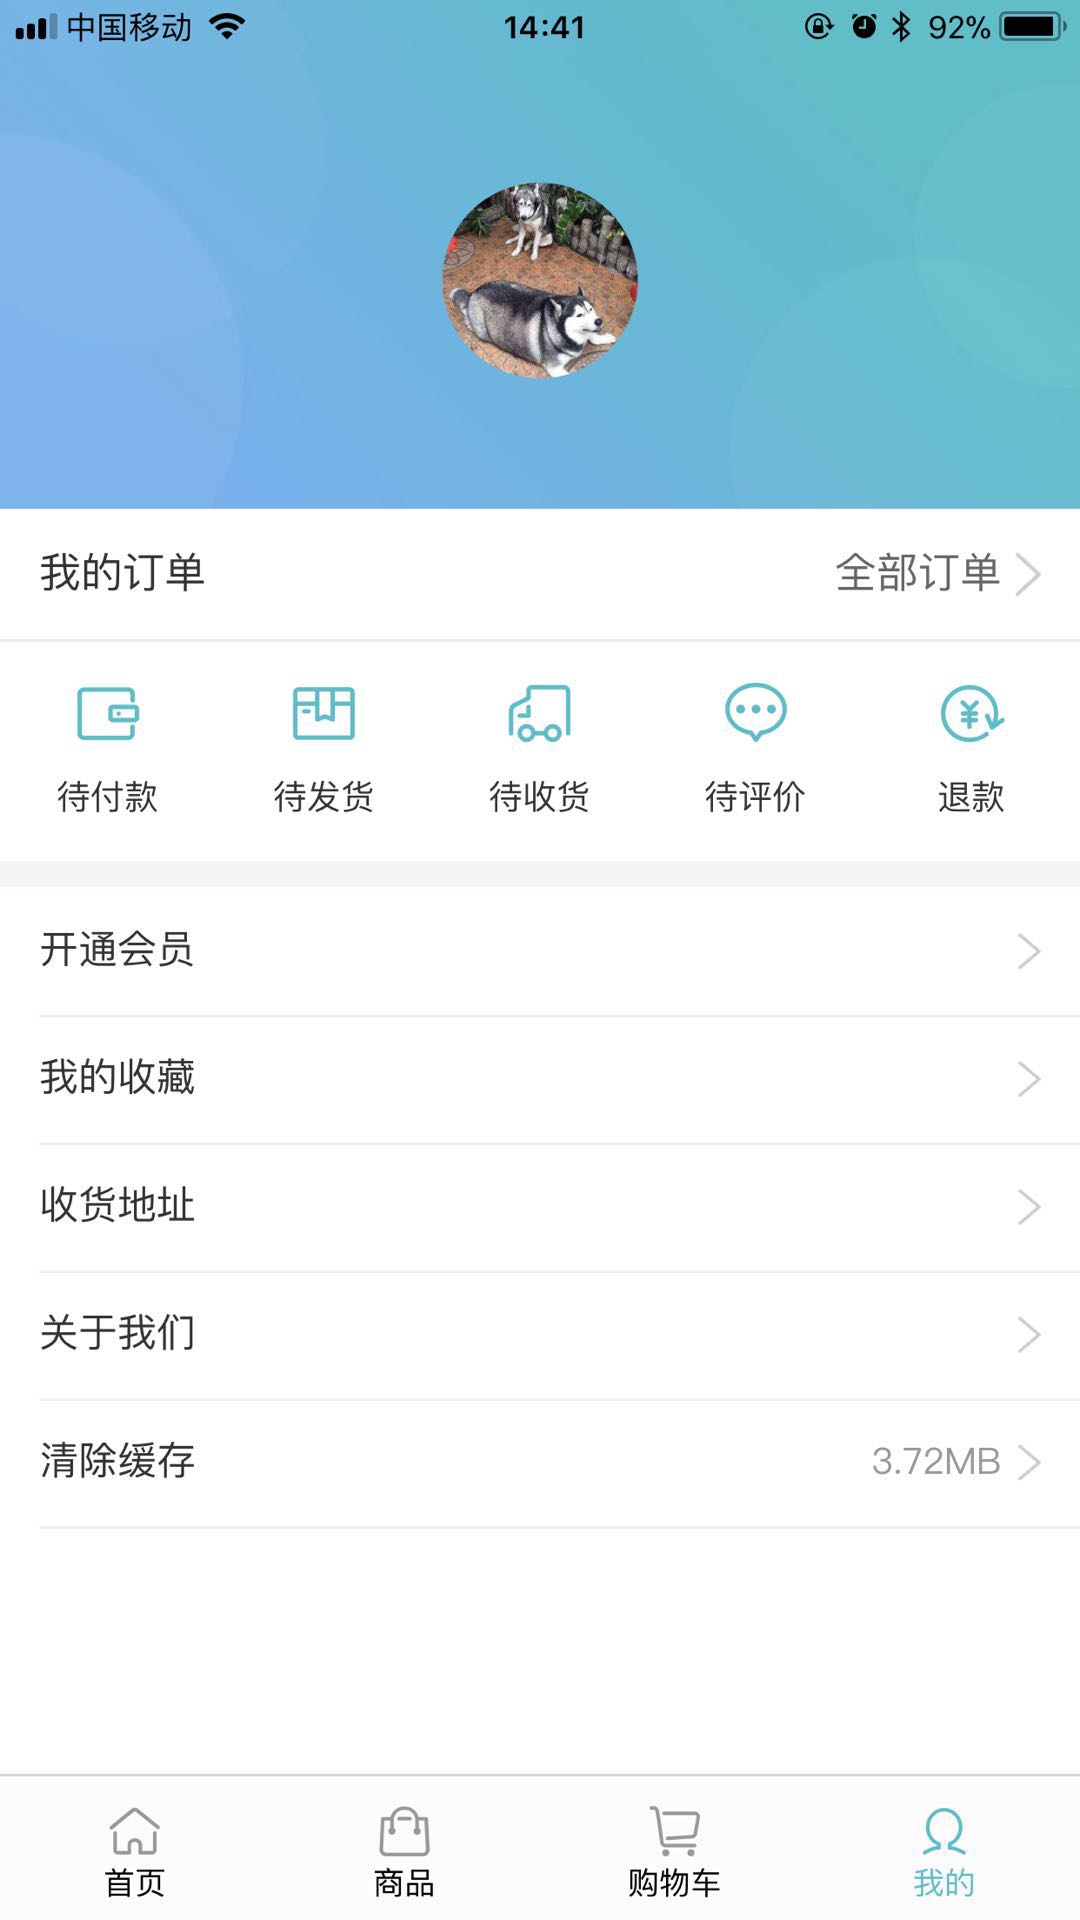 中国移动 14:41 92%
我的订单 全部订单
待付款 待发货 待收货 待评价 退款
开通会员
我的收藏
收货地址
关于我们
清除缓存 3.72MB
首页 商品 购物车 我的